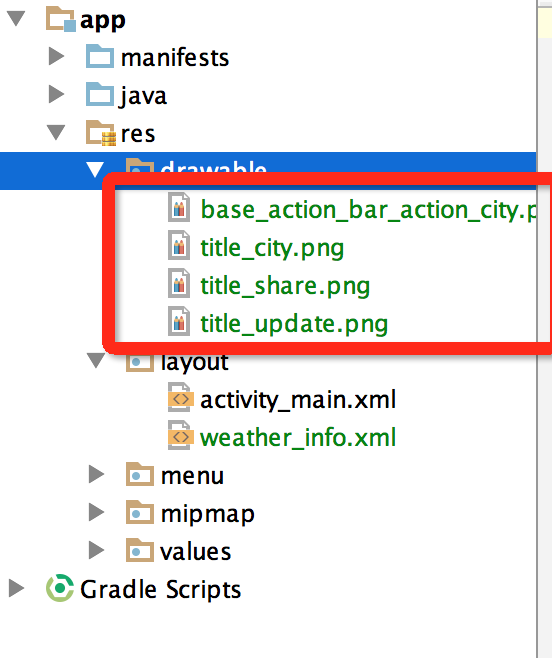 app
manifests
java
res
drawable
base_action_bar_action_city.p
title_city.png
title_share.png
title_update.png
layout
activity_main.xml
weather_info.xml
menu
mipmap
values
Gradle Scripts